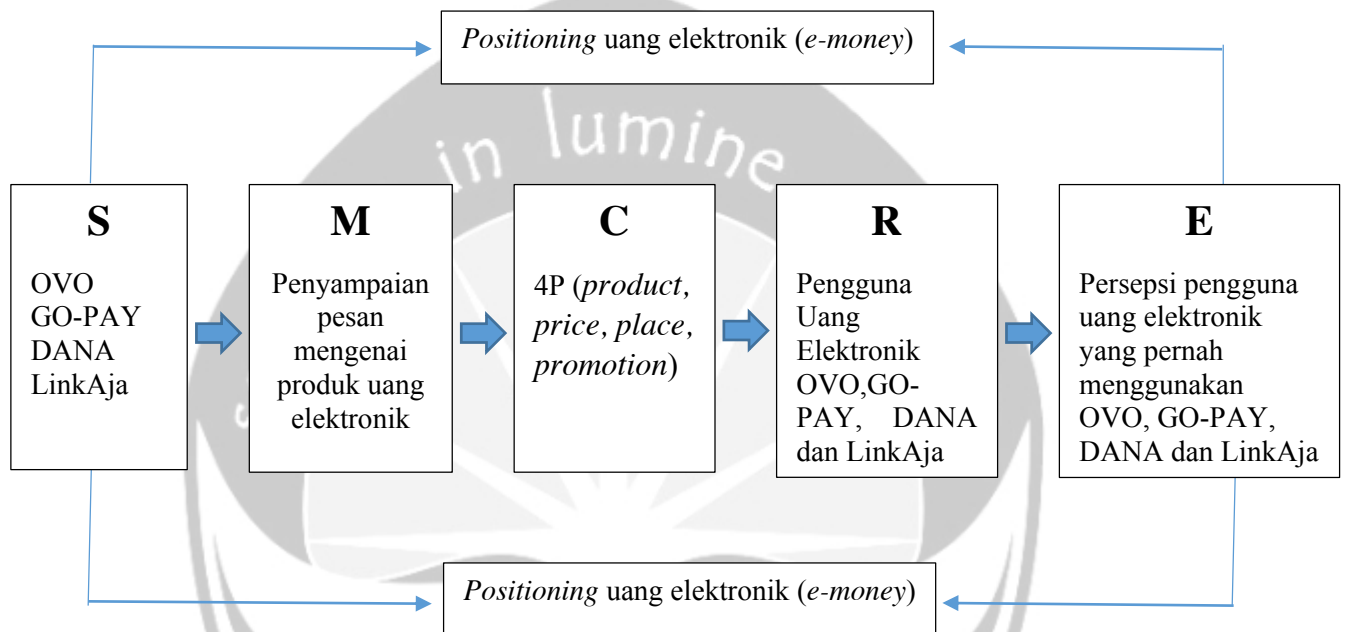 Positioning uang elektronik (e-money)
in lumine
S
OVO
GO-PAY
DANA
LinkAja
M
Penyampaian
pesan
mengenai
produk uang
elektronik
C
4P (product,
price, place,
promotion)
R
Pengguna
Uang
Elektronik
OVO,GO-
PAY, DANA
dan LinkAja
E
Persepsi pengguna
uang elektronik
yang pernah
menggunakan
OVO, GO-PAY,
DANA dan LinkAja
Positioning uang elektronik (e-money)